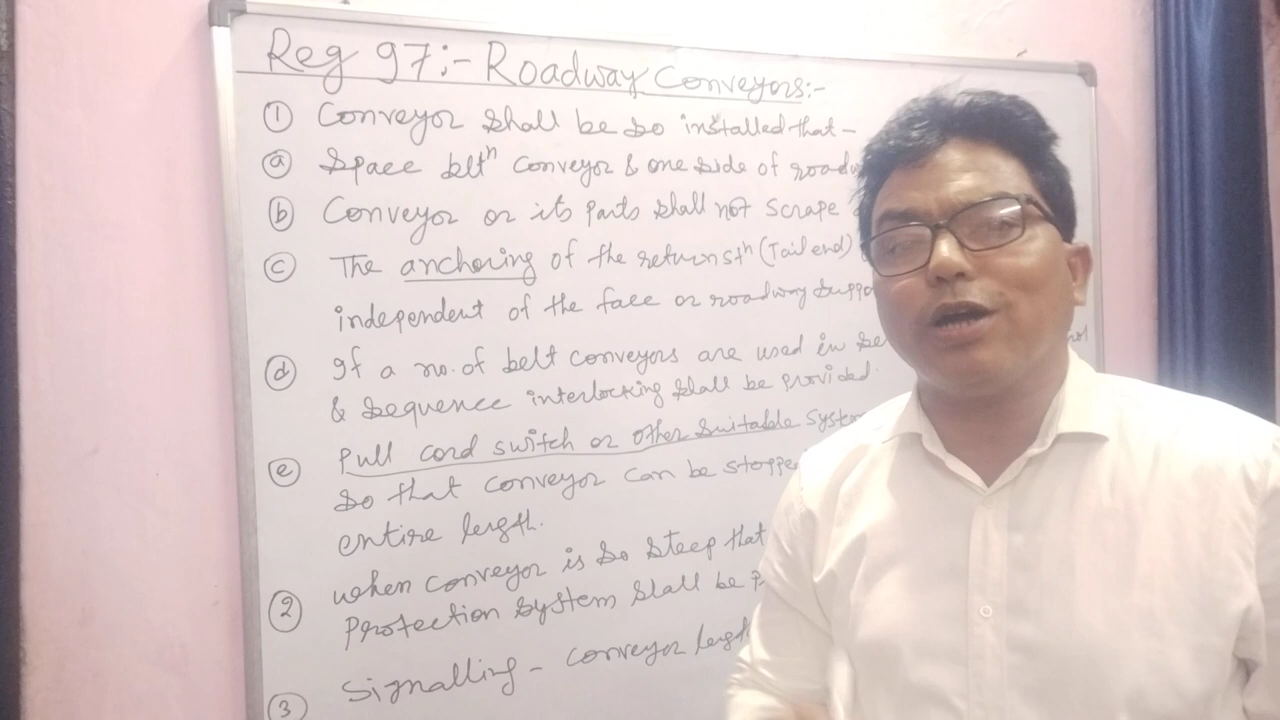 Reg 97:- Roadway Conveyors:-
① Conveyor shall be so installed that -
ⓐ Space betⁿ conveyor & one side of
ⓑ Conveyor or its parts shall not scrape
ⓒ The anchoring of the return stⁿ (Tail end)
independent of the face or roadway
ⓓ If a no. of belt conveyors are used in
& sequence interlocking shall be provided.
ⓔ Pull cord switch or other suitable system
so that conveyor can be
entire length.
② when conveyor is so steep that
Protection system shall be
③ Signalling - conveyor